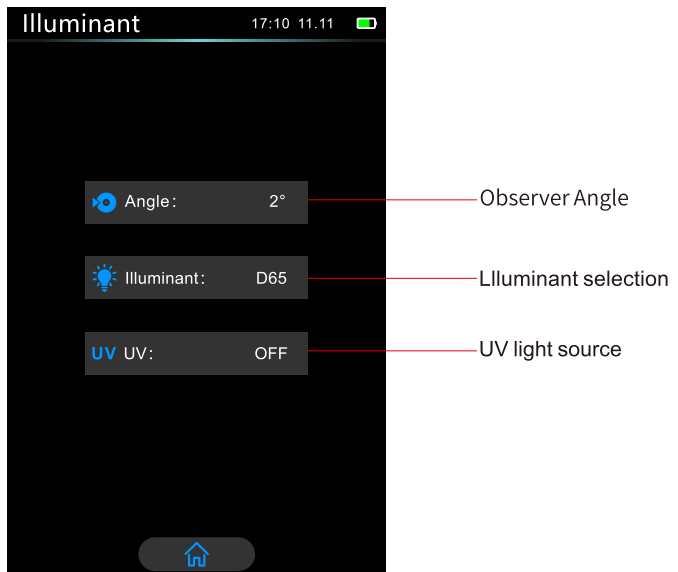 Illuminant 17:10 11.11
Angle: 2° Observer Angle
Illuminant: D65 Llluminant selection
UV UV: OFF UV light source